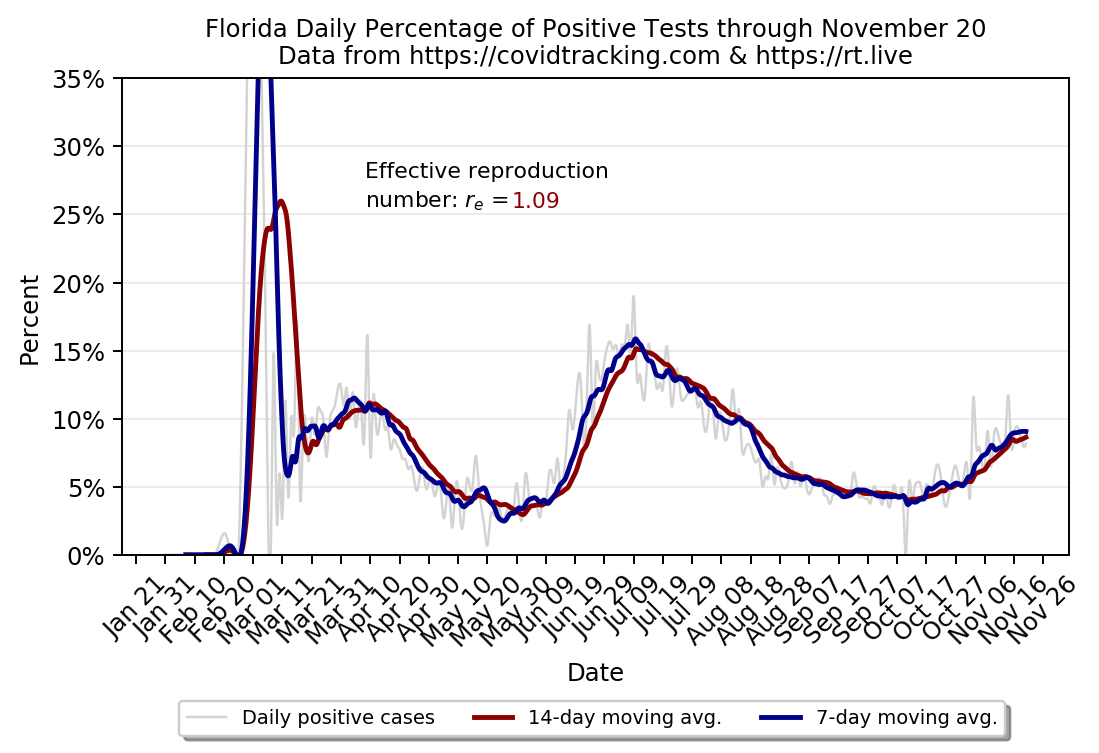 Florida Daily Percentage of Positive Tests through November 20
Data from https://covidtracking.com & https://rt.live
35%
30%
25%
20%
15%
10%
5%
0%
Percent
Effective reproduction
number: rₑ = 1.09
Jan 21
Jan 31
Feb 10
Feb 20
Mar 01
Mar 11
Mar 21
Mar 31
Apr 10
Apr 20
Apr 30
May 10
May 20
May 30
Jun 09
Jun 19
Jun 29
Jul 09
Jul 19
Jul 29
Aug 08
Aug 18
Aug 28
Sep 07
Sep 17
Sep 27
Oct 07
Oct 17
Oct 27
Nov 06
Nov 16
Nov 26
Date
Daily positive cases
14-day moving avg.
7-day moving avg.